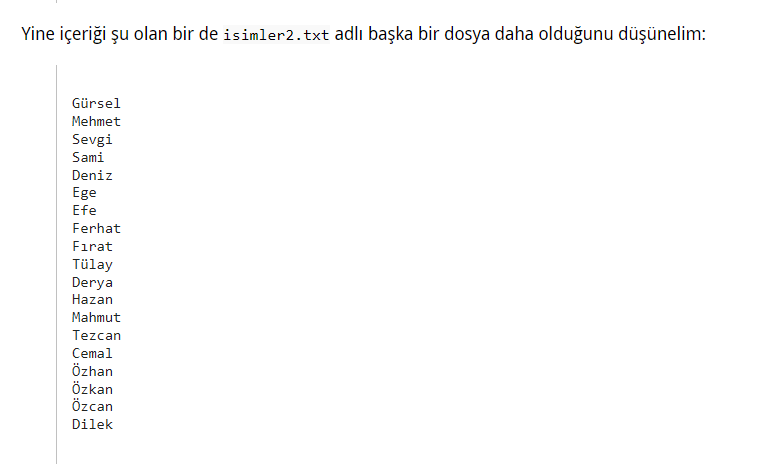 Yine içeriği şu olan bir de isimler2.txt adlı başka bir dosya daha olduğunu düşünelim:
Gürsel
Mehmet
Sevgi
Sami
Deniz
Ege
Efe
Ferhat
Fırat
Tülay
Derya
Hazan
Mahmut
Tezcan
Cemal
Özhan
Özkan
Özcan
Dilek